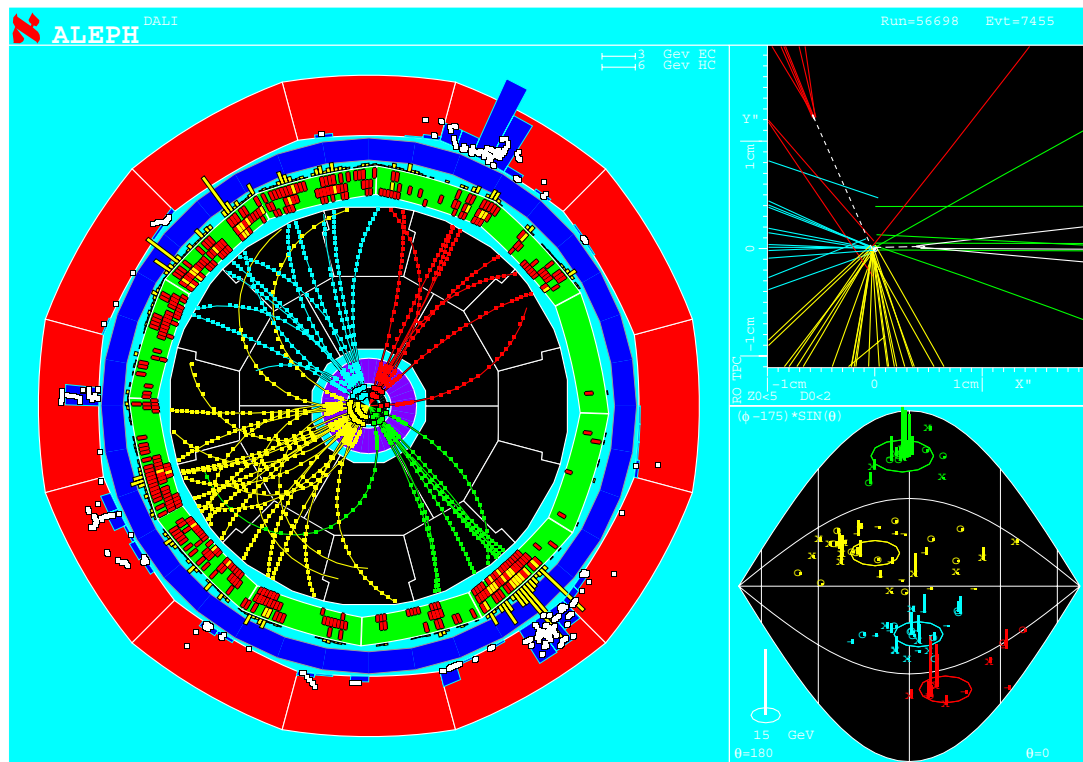 ℵ ALEPH DALI Run=56698 Evt=7455
3 Gev EC
6 Gev HC
Y"
1cm
0
-1cm
RO TPC
-1cm 0 1cm X"
Z0<5 D0<2
(φ-175)*SIN(θ)
15 GeV
θ=180 θ=0